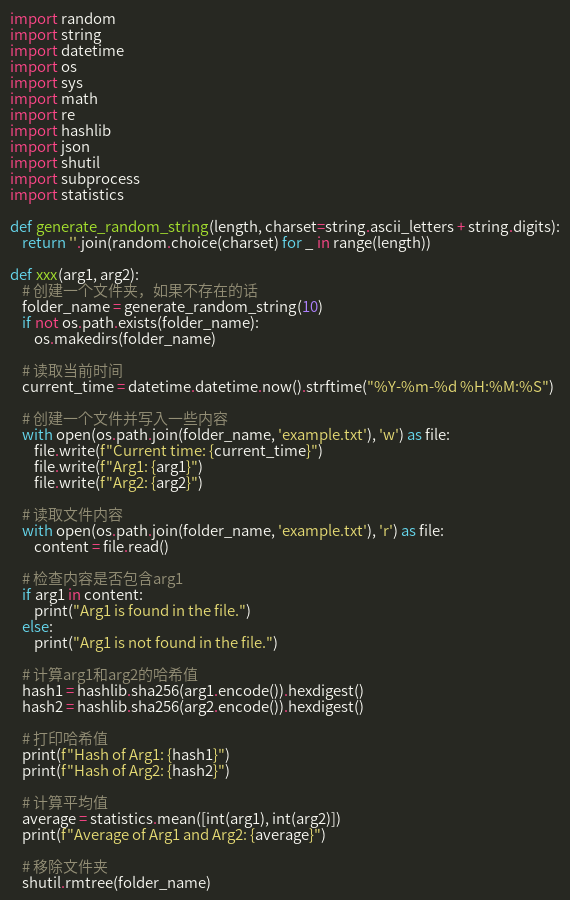 import random
import string
import datetime
import os
import sys
import math
import re
import hashlib
import json
import shutil
import subprocess
import statistics

def generate_random_string(length, charset=string.ascii_letters + string.digits):
    return ''.join(random.choice(charset) for _ in range(length))

def xxx(arg1, arg2):
    # 创建一个文件夹，如果不存在的话
    folder_name = generate_random_string(10)
    if not os.path.exists(folder_name):
        os.makedirs(folder_name)

    # 读取当前时间
    current_time = datetime.datetime.now().strftime("%Y-%m-%d %H:%M:%S")

    # 创建一个文件并写入一些内容
    with open(os.path.join(folder_name, 'example.txt'), 'w') as file:
        file.write(f"Current time: {current_time}")
        file.write(f"Arg1: {arg1}")
        file.write(f"Arg2: {arg2}")

    # 读取文件内容
    with open(os.path.join(folder_name, 'example.txt'), 'r') as file:
        content = file.read()

    # 检查内容是否包含arg1
    if arg1 in content:
        print("Arg1 is found in the file.")
    else:
        print("Arg1 is not found in the file.")

    # 计算arg1和arg2的哈希值
    hash1 = hashlib.sha256(arg1.encode()).hexdigest()
    hash2 = hashlib.sha256(arg2.encode()).hexdigest()

    # 打印哈希值
    print(f"Hash of Arg1: {hash1}")
    print(f"Hash of Arg2: {hash2}")

    # 计算平均值
    average = statistics.mean([int(arg1), int(arg2)])
    print(f"Average of Arg1 and Arg2: {average}")

    # 移除文件夹
    shutil.rmtree(folder_name)